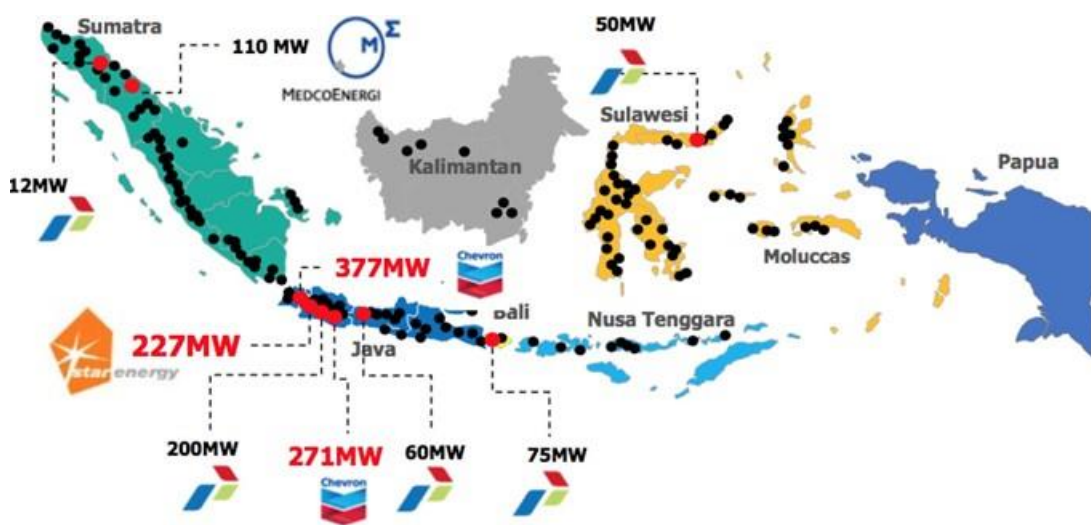 Sumatra
110 MW
M Σ
MEDCOENERGI
50MW
Sulawesi
Kalimantan
Papua
12MW
Moluccas
377MW
Chevron
Bali
Nusa Tenggara
227MW
Java
star energy
200MW
271MW
60MW
75MW
Chevron